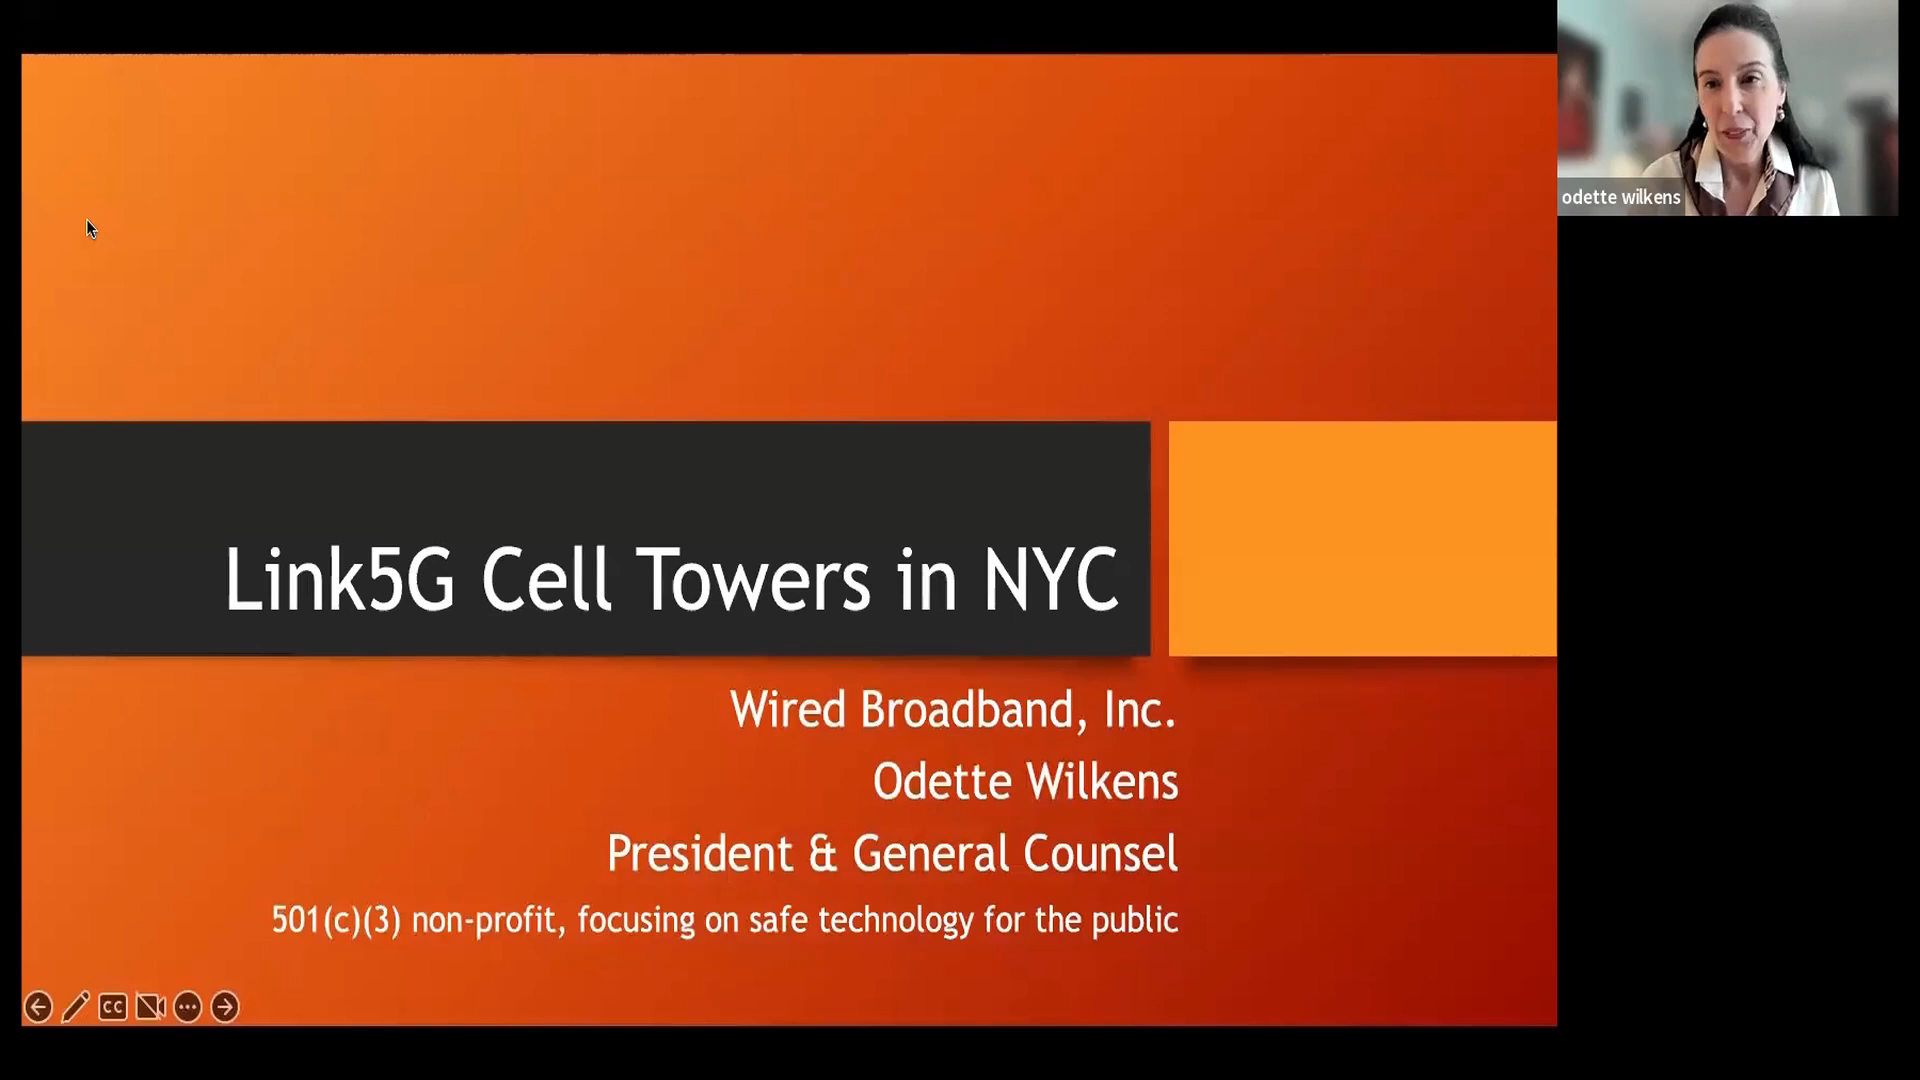 odette wilkens
Link5G Cell Towers in NYC
Wired Broadband, Inc.
Odette Wilkens
President & General Counsel
501(c)(3) non-profit, focusing on safe technology for the public
CC